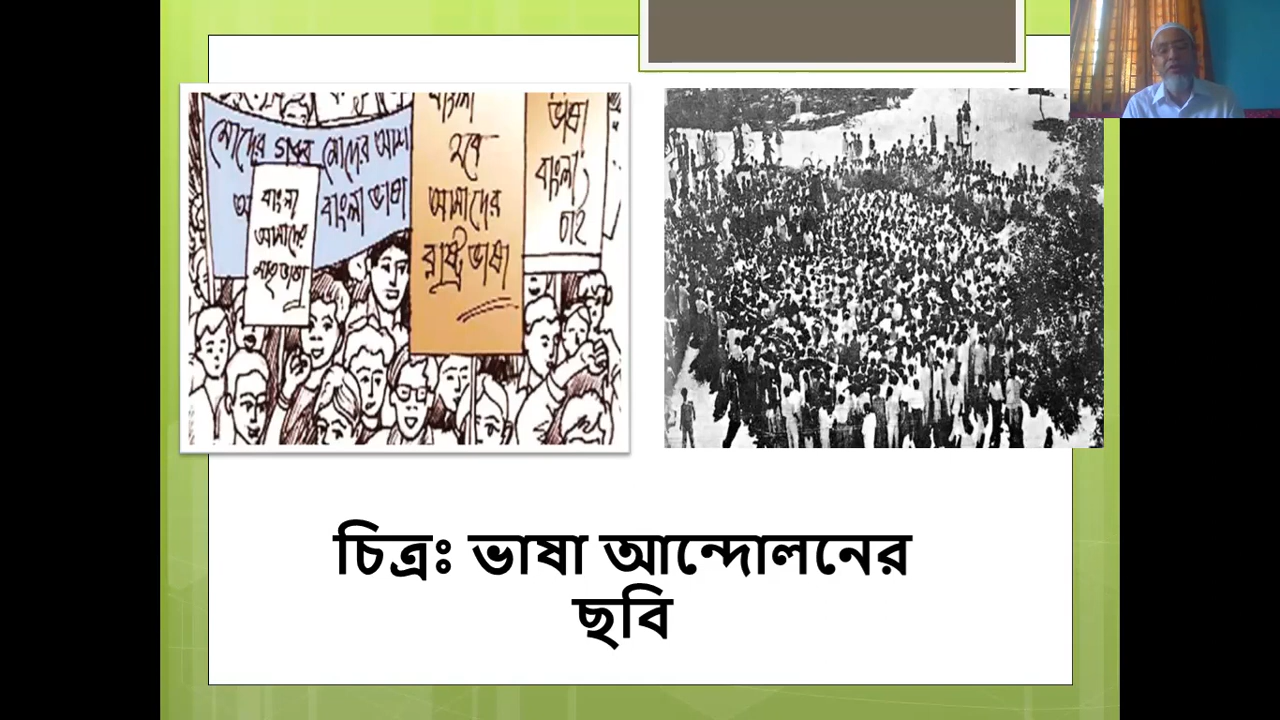 মোদের গরব মোদের আশা
বাংলা ভাষা
বাংলা
আমাদের
মাতৃভাষা
বাংলা
হবে
আমাদের
রাষ্ট্রভাষা
ভাষা
বাংলা
চাই
চিত্রঃ ভাষা আন্দোলনের
ছবি